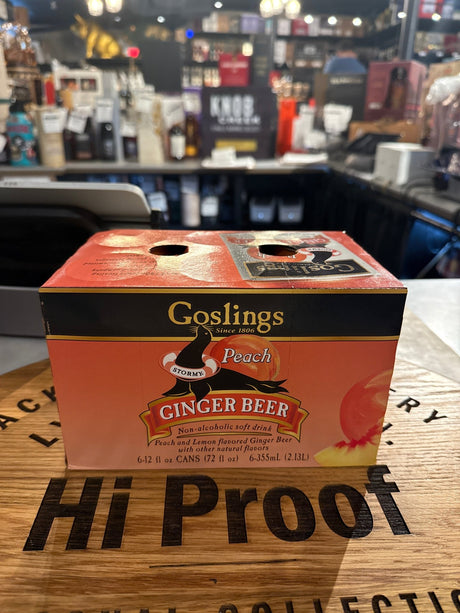 KNOB
CREEK
Goslings
Since 1806
Peach
STORMY
GINGER BEER
Non-alcoholic soft drink
Peach and Lemon flavored Ginger Beer
with other natural flavors
6-12 fl oz CANS (72 fl oz) 6-355mL (2.13L)
Hi Proof